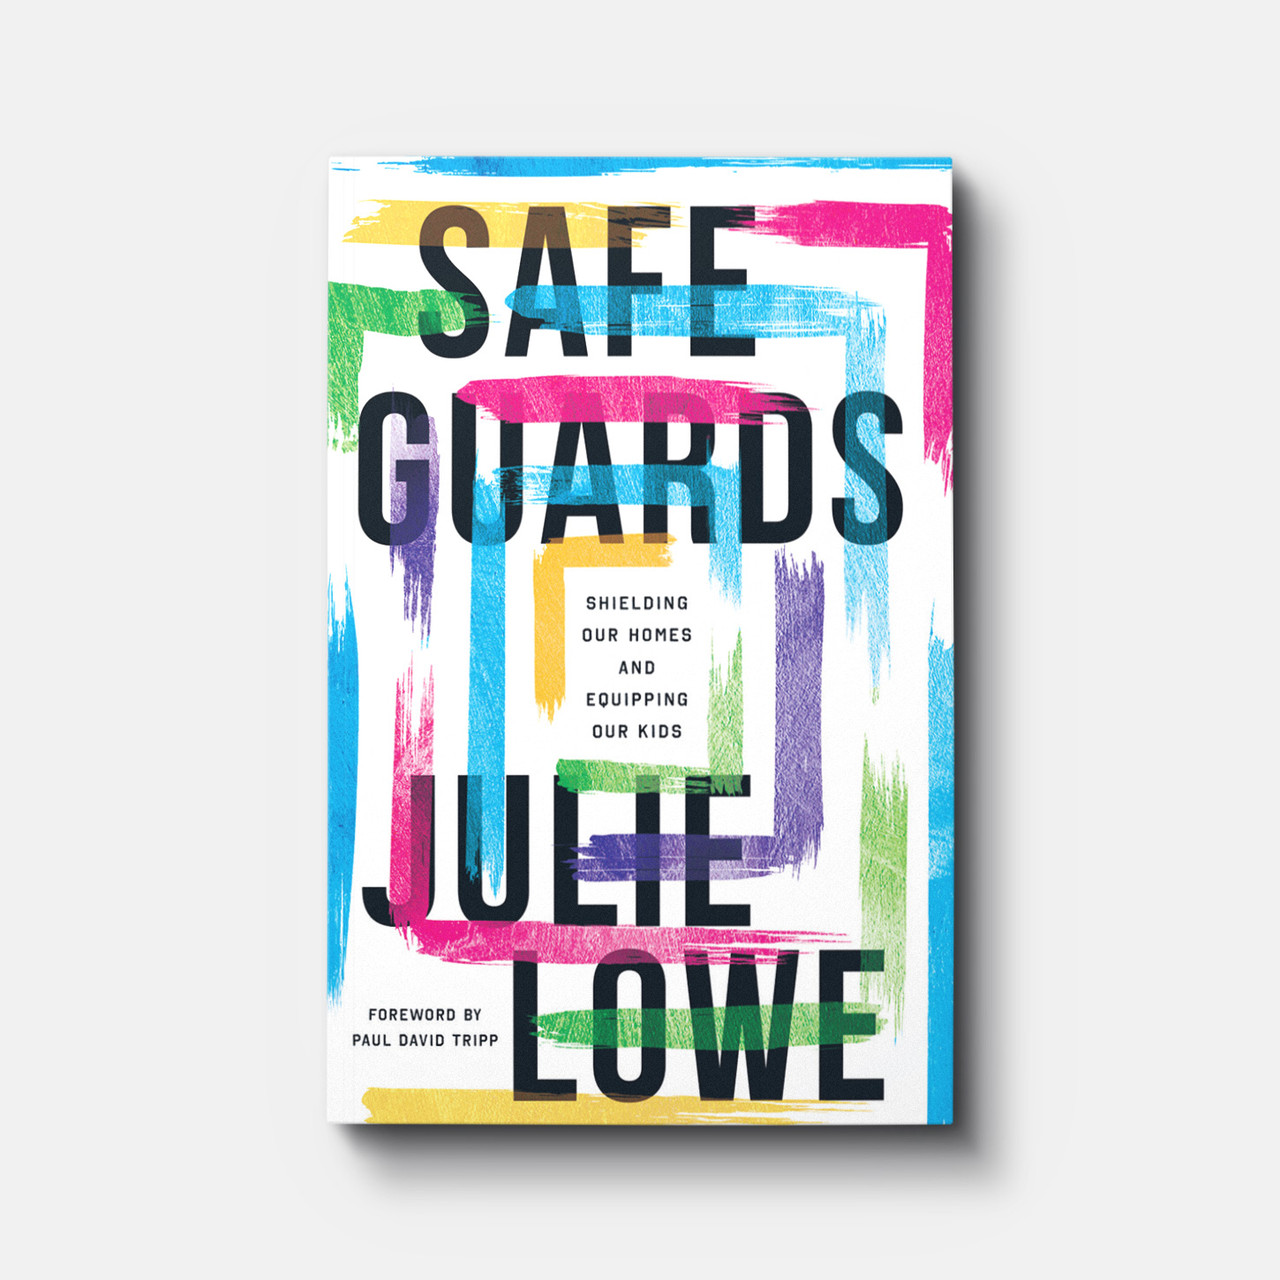 SAFE
GUARDS
SHIELDING
OUR HOMES
AND
EQUIPPING
OUR KIDS
JULIE
LOWE
FOREWORD BY
PAUL DAVID TRIPP